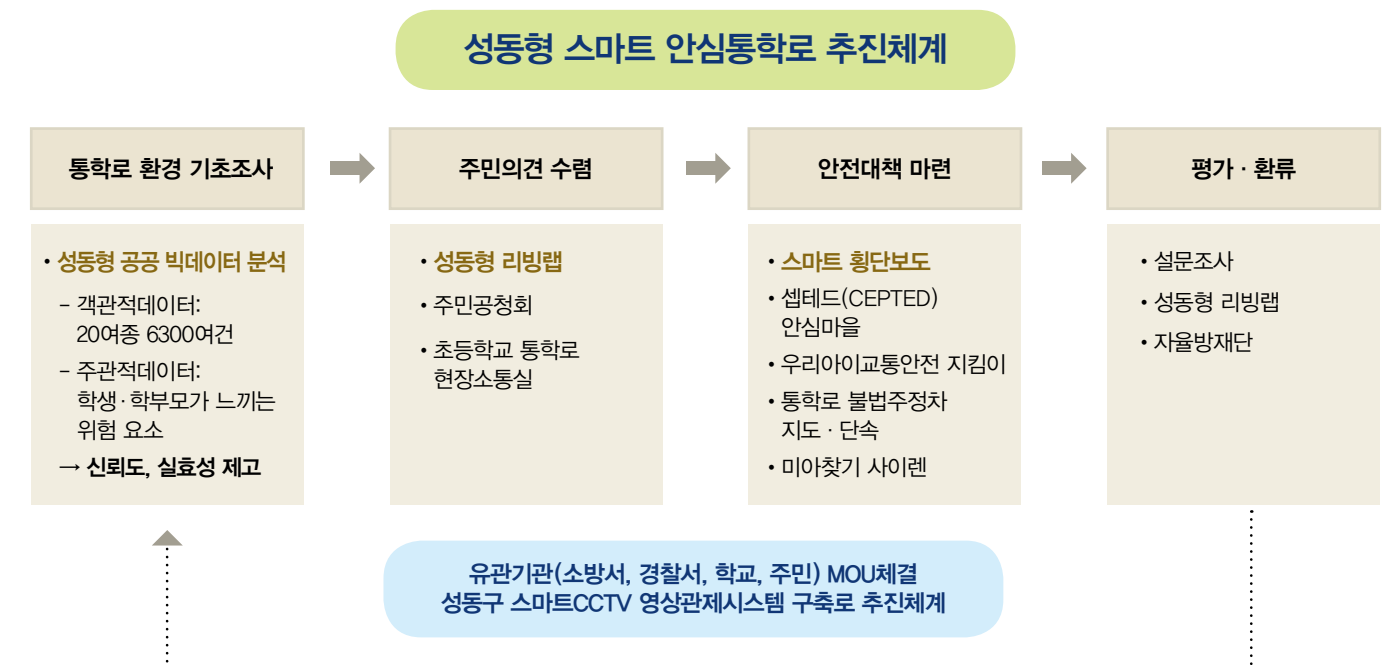 성동형 스마트 안심통학로 추진체계
통학로 환경 기초조사
• 성동형 공공 빅데이터 분석
– 객관적데이터:
20여종 6300여건
– 주관적데이터:
학생·학부모가 느끼는
위험 요소
→ 신뢰도, 실효성 제고
주민의견 수렴
• 성동형 리빙랩
• 주민공청회
• 초등학교 통학로
현장소통실
안전대책 마련
• 스마트 횡단보도
• 셉테드(CEPTED)
안심마을
• 우리아이교통안전 지킴이
• 통학로 불법주정차
지도 · 단속
• 미아찾기 사이렌
평가 · 환류
• 설문조사
• 성동형 리빙랩
• 자율방재단
유관기관(소방서, 경찰서, 학교, 주민) MOU체결
성동구 스마트CCTV 영상관제시스템 구축로 추진체계